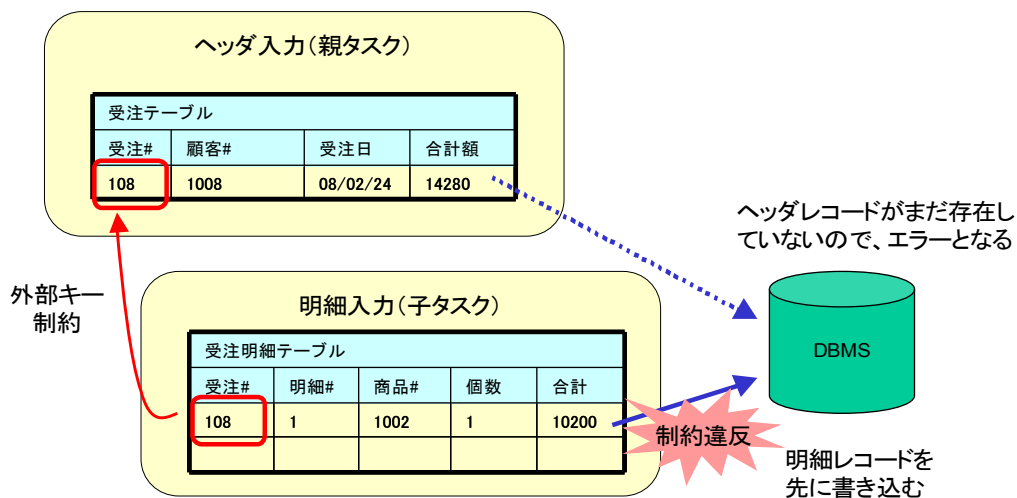 ヘッダ入力(親タスク)
受注テーブル
受注# 顧客# 受注日 合計額
108 1008 08/02/24 14280
ヘッダレコードがまだ存在し
ていないので、エラーとなる
外部キー
制約
明細入力(子タスク)
受注明細テーブル
受注# 明細# 商品# 個数 合計
108 1 1002 1 10200
DBMS
制約違反
明細レコードを
先に書き込む